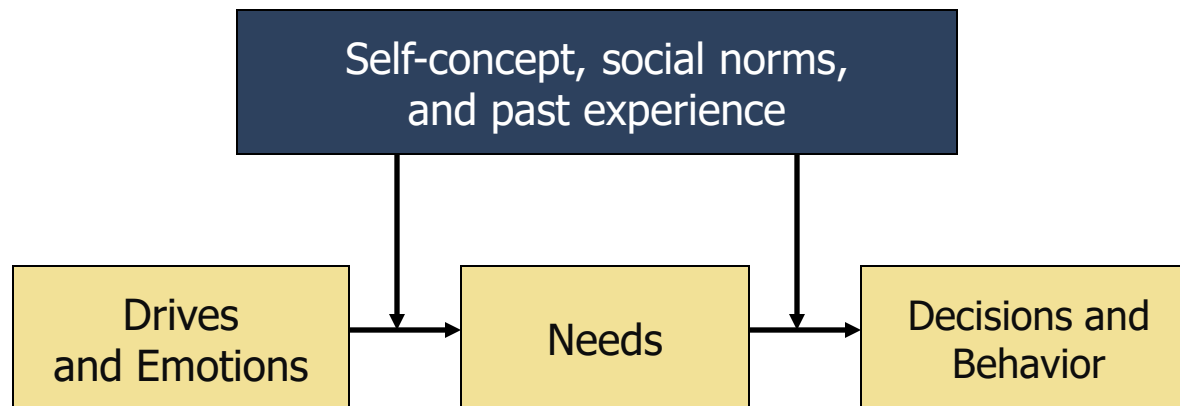 Self-concept, social norms,
and past experience
Drives
and Emotions
Needs
Decisions and
Behavior